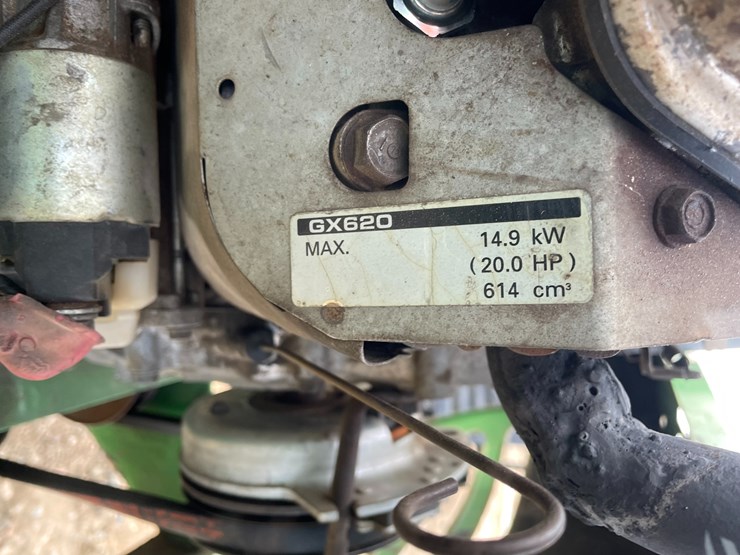 GX620
MAX. 14.9 kW
(20.0 HP)
614 cm³